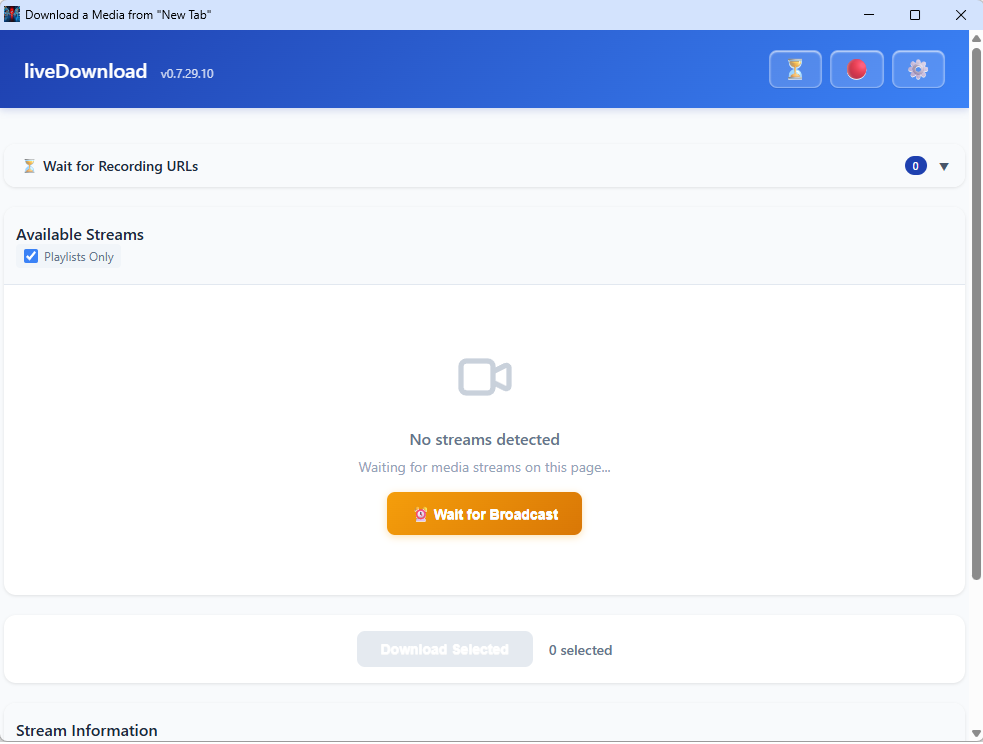 Download a Media from "New Tab"
liveDownload v0.7.29.10
Wait for Recording URLs 0
Available Streams
Playlists Only
No streams detected
Waiting for media streams on this page...
Wait for Broadcast
Download Selected 0 selected
Stream Information